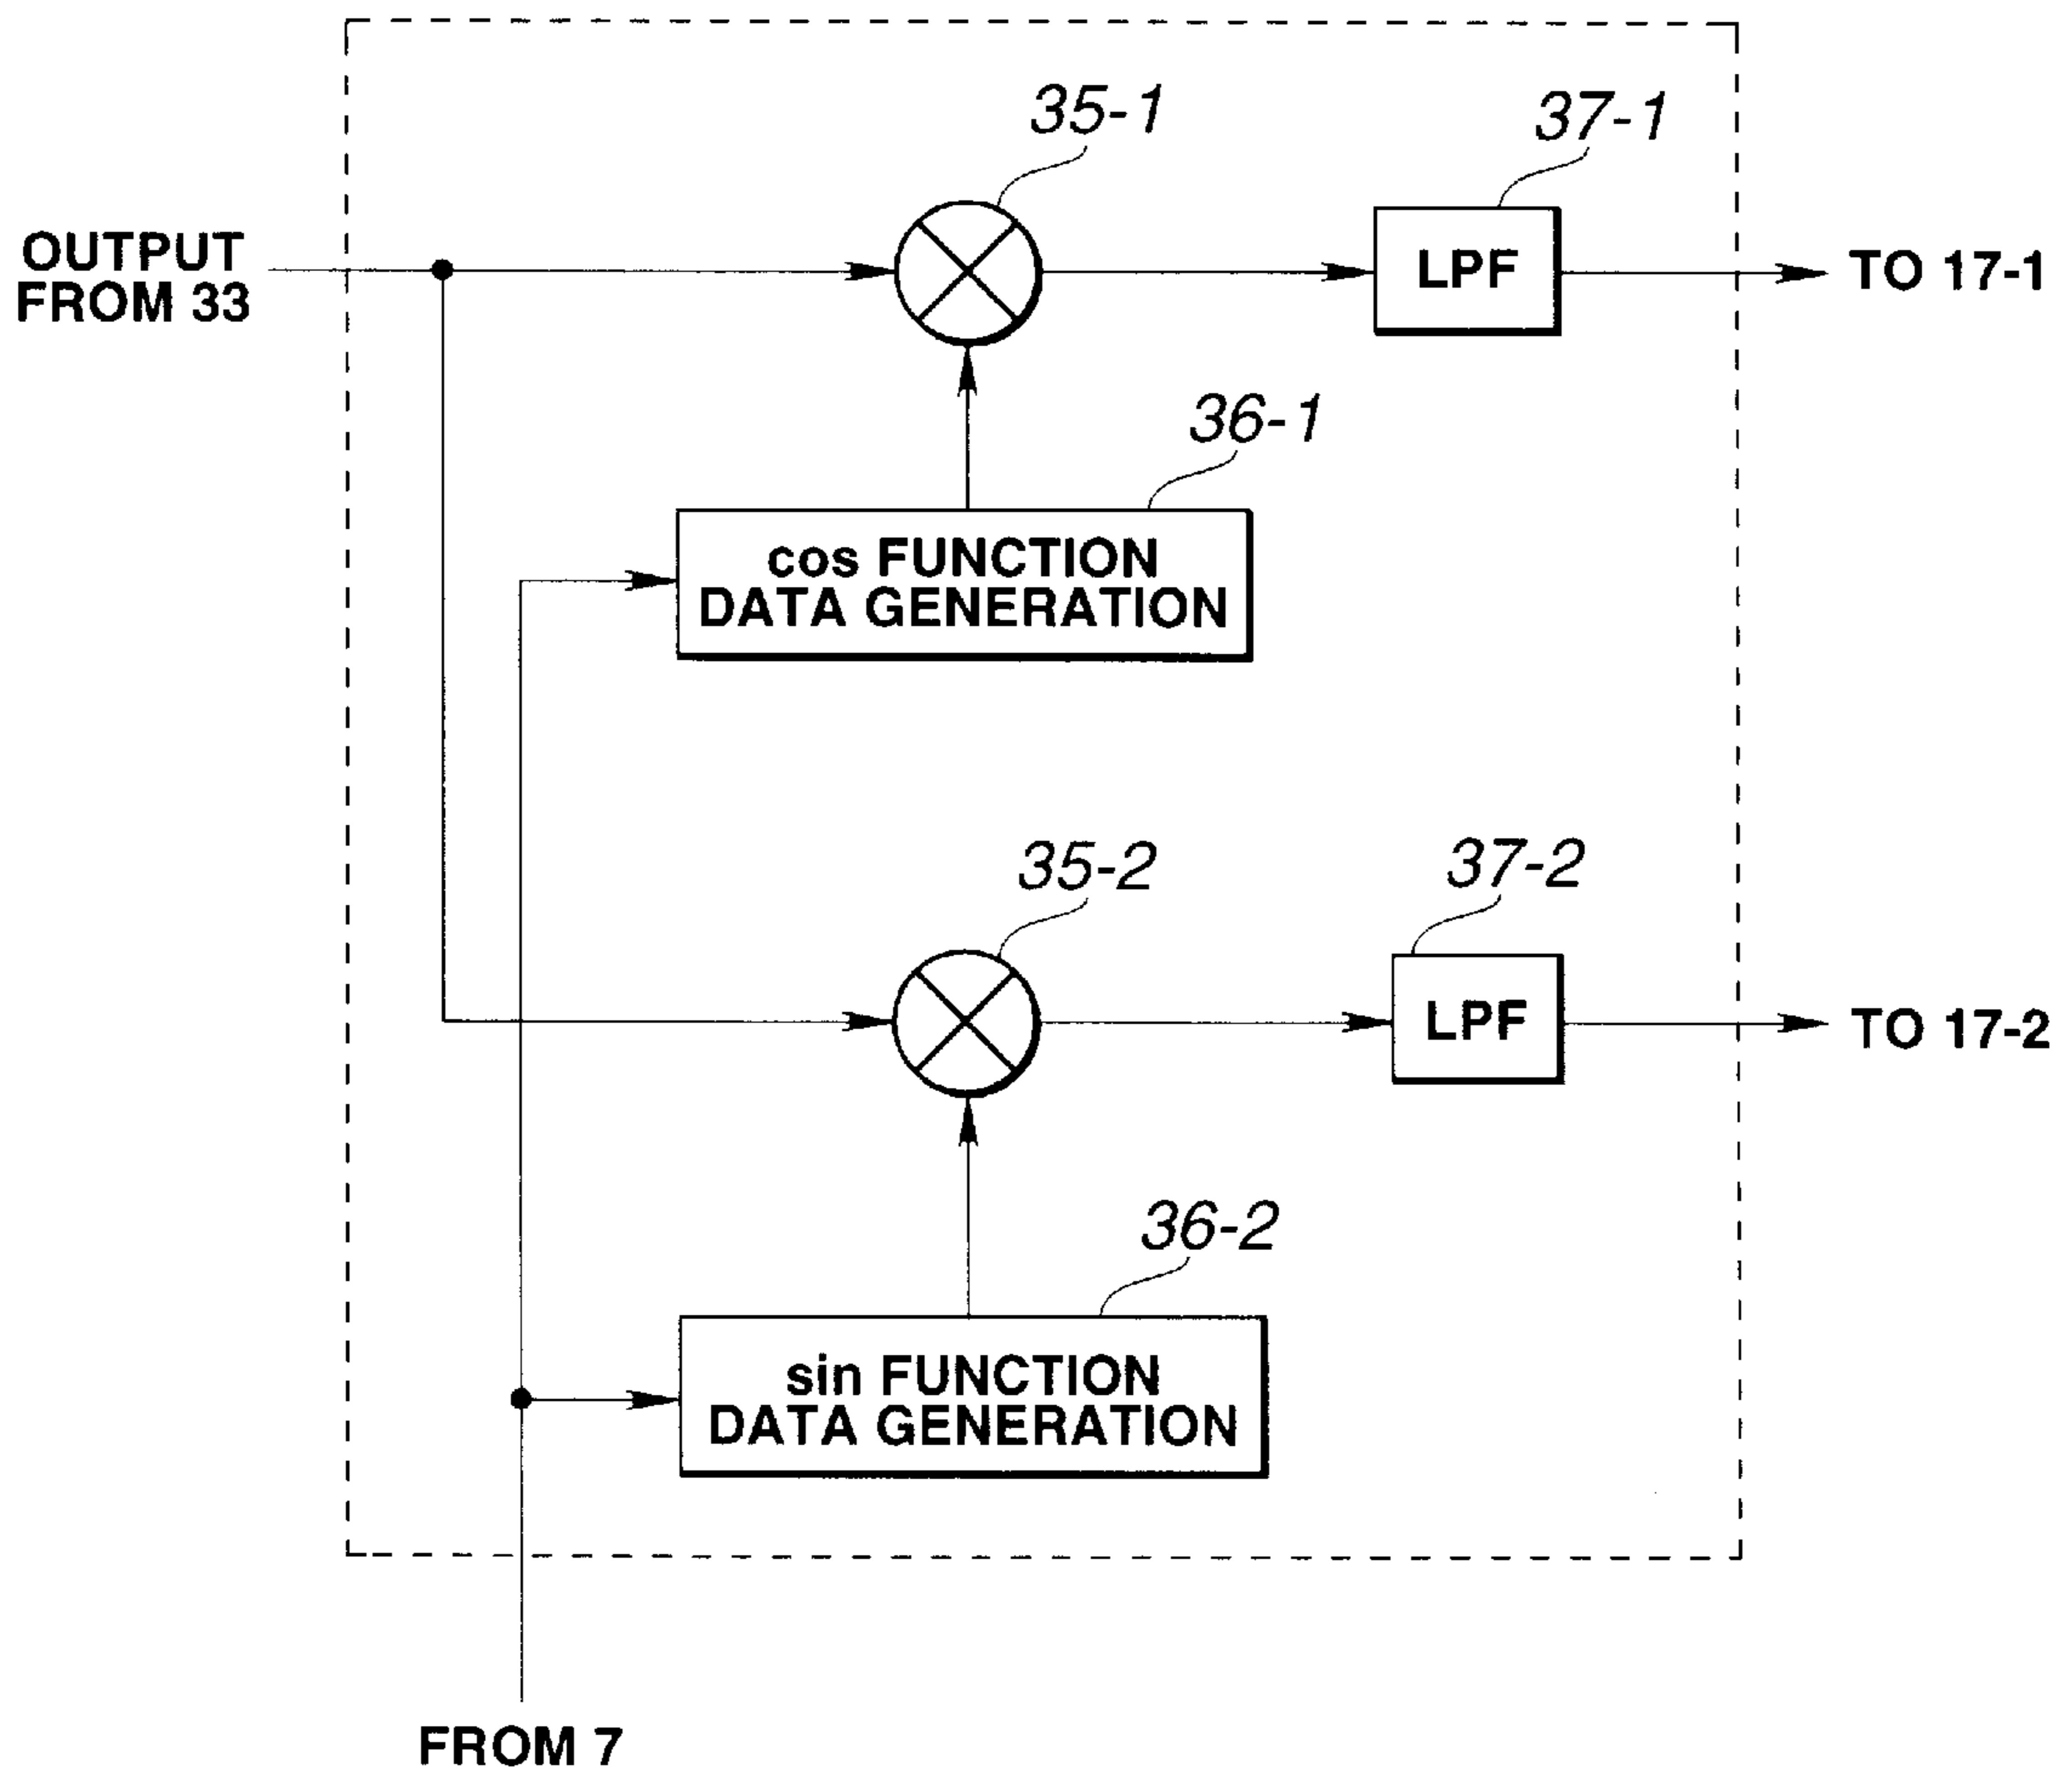 35-1
37-1
OUTPUT
FROM 33
LPF
TO 17-1
36-1
cos FUNCTION
DATA GENERATION
35-2
37-2
LPF
TO 17-2
36-2
sin FUNCTION
DATA GENERATION
FROM 7